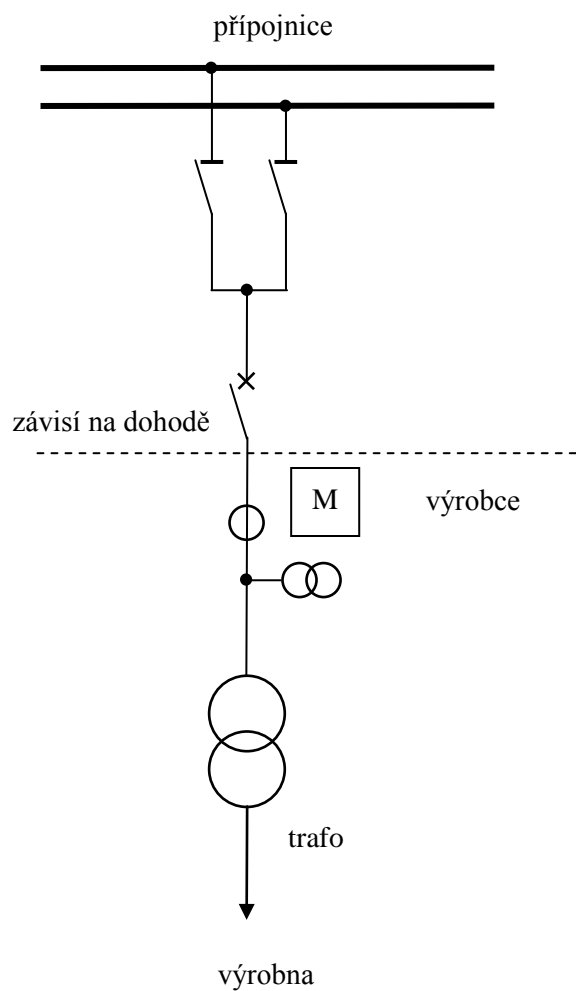 přípojnice
závisí na dohodě
M
výrobce
trafo
výrobna